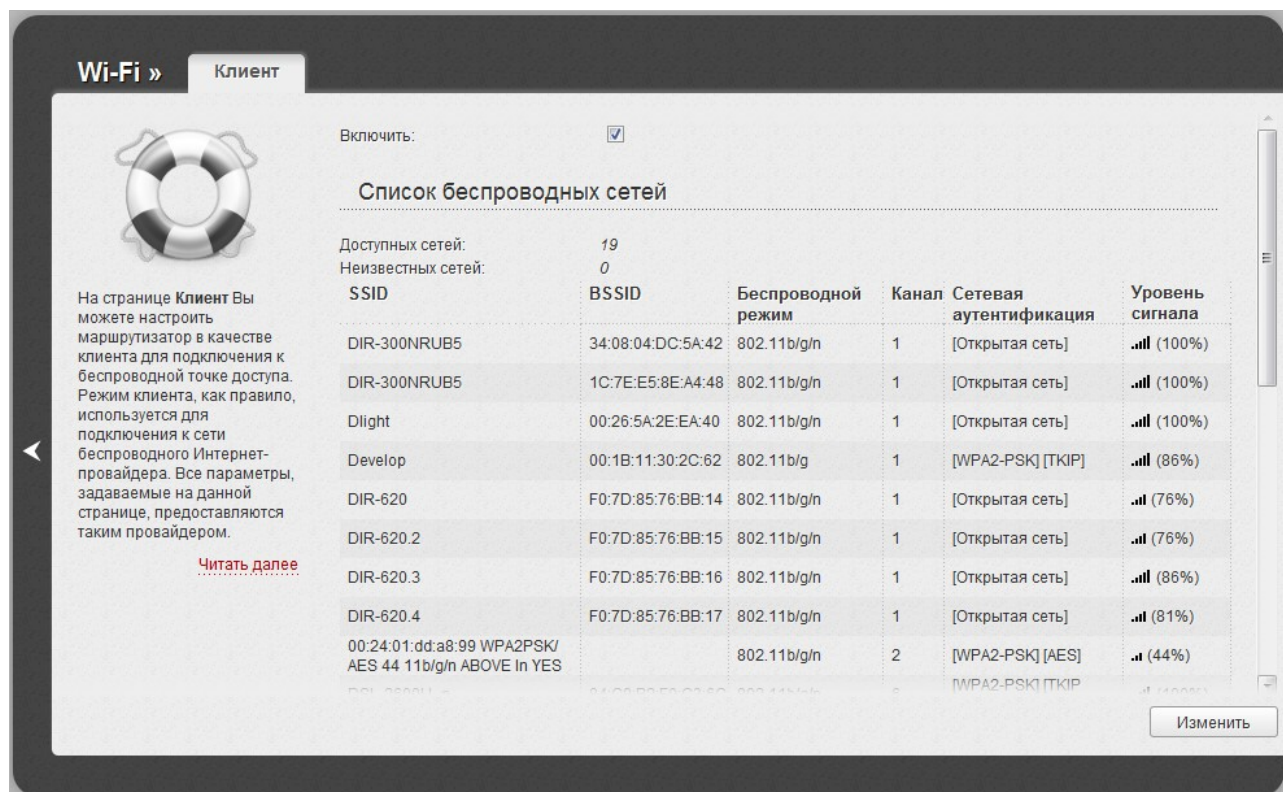 Wi-Fi » Клиент
Включить:
Список беспроводных сетей
Доступных сетей: 19
Неизвестных сетей: 0
На странице Клиент Вы
можете настроить
маршрутизатор в качестве
клиента для подключения к
беспроводной точке доступа.
Режим клиента, как правило,
используется для
подключения к сети
беспроводного Интернет-
провайдера. Все параметры,
задаваемые на данной
странице, предоставляются
таким провайдером.
Читать далее
SSID BSSID Беспроводной режим Канал Сетевая аутентификация Уровень сигнала
DIR-300NRUB5 34:08:04:DC:5A:42 802.11b/g/n 1 [Открытая сеть] (100%)
DIR-300NRUB5 1C:7E:E5:8E:A4:48 802.11b/g/n 1 [Открытая сеть] (100%)
Dlight 00:26:5A:2E:EA:40 802.11b/g/n 1 [Открытая сеть] (100%)
Develop 00:1B:11:30:2C:62 802.11b/g 1 [WPA2-PSK] [TKIP] (86%)
DIR-620 F0:7D:85:76:BB:14 802.11b/g/n 1 [Открытая сеть] (76%)
DIR-620.2 F0:7D:85:76:BB:15 802.11b/g/n 1 [Открытая сеть] (76%)
DIR-620.3 F0:7D:85:76:BB:16 802.11b/g/n 1 [Открытая сеть] (86%)
DIR-620.4 F0:7D:85:76:BB:17 802.11b/g/n 1 [Открытая сеть] (81%)
00:24:01:dd:a8:99 WPA2PSK/
AES 44 11b/g/n ABOVE In YES 802.11b/g/n 2 [WPA2-PSK] [AES] (44%)
[WPA2-PSK] [TKIP
Изменить